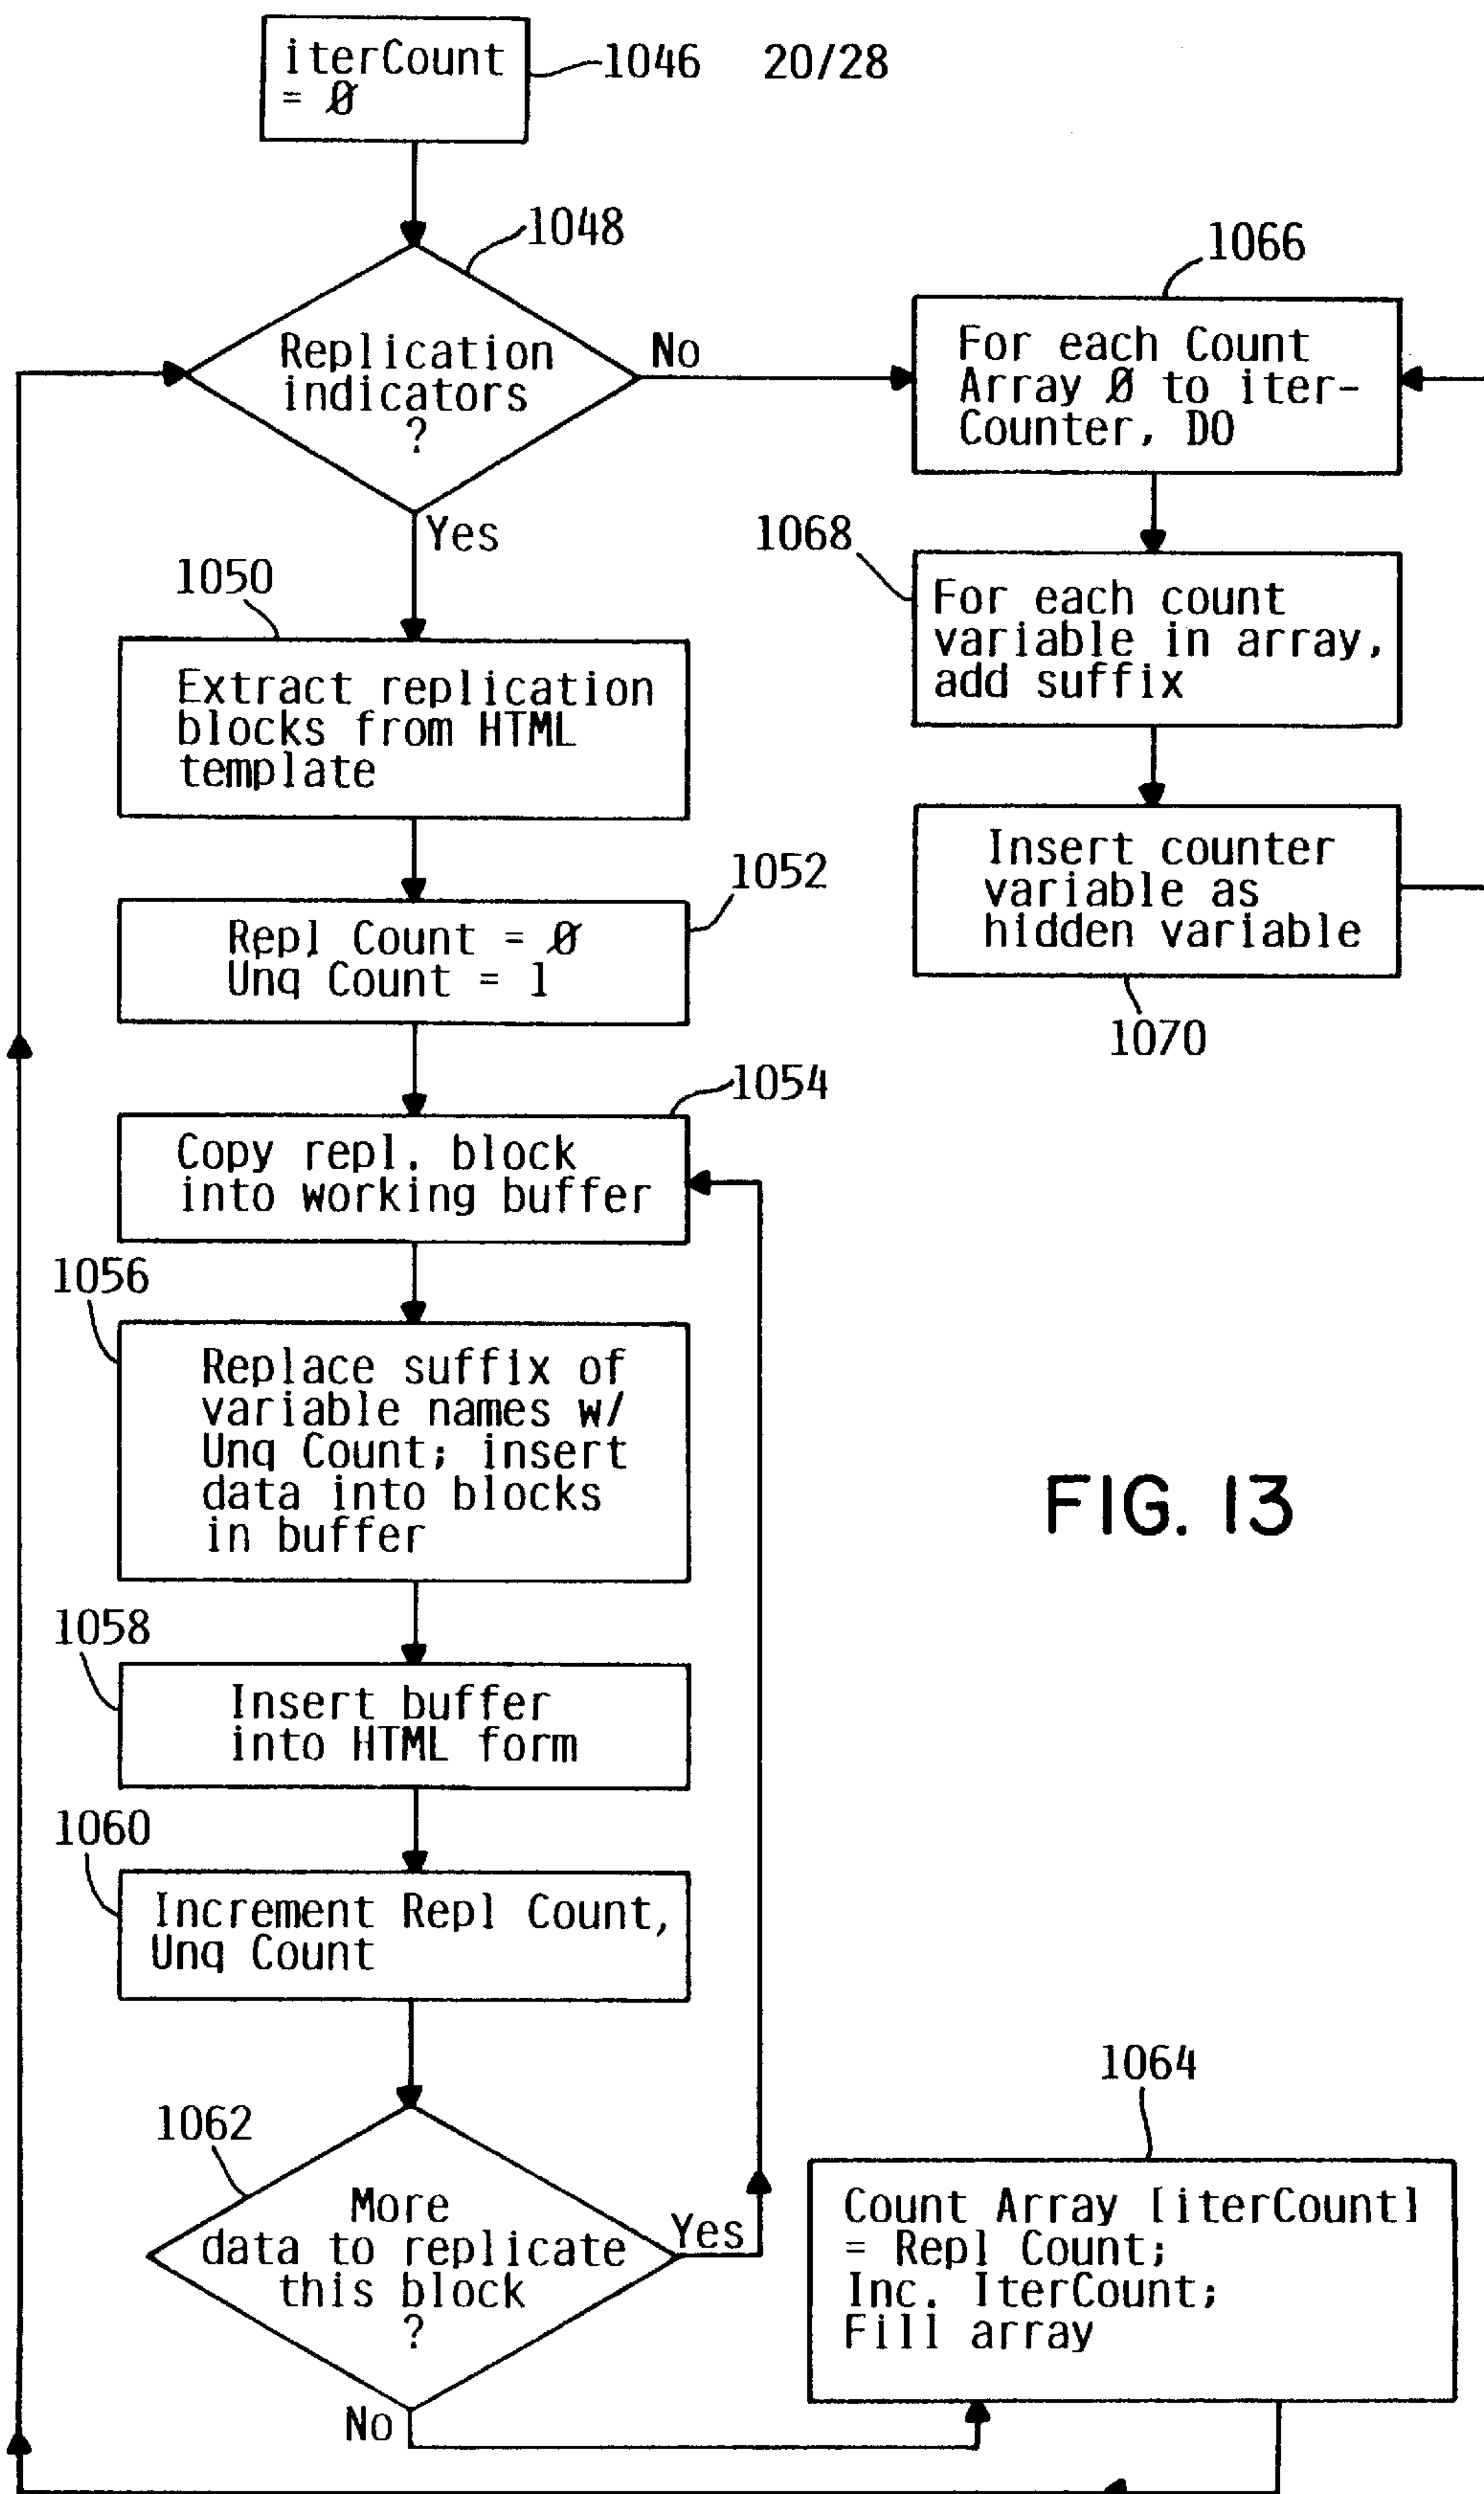 iterCount
= Ø
1046
20/28
1048
Replication
indicators
?
No
Yes
1066
For each Count
Array Ø to iter-
Counter, DO
1068
For each count
variable in array,
add suffix
Insert counter
variable as
hidden variable
1070
1050
Extract replication
blocks from HTML
template
1052
Repl Count = Ø
Unq Count = 1
1054
Copy repl. block
into working buffer
1056
Replace suffix of
variable names w/
Unq Count; insert
data into blocks
in buffer
FIG. 13
1058
Insert buffer
into HTML form
1060
Increment Repl Count,
Unq Count
1062
More
data to replicate
this block
?
Yes
No
1064
Count Array [iterCount]
= Repl Count;
Inc. IterCount;
Fill array